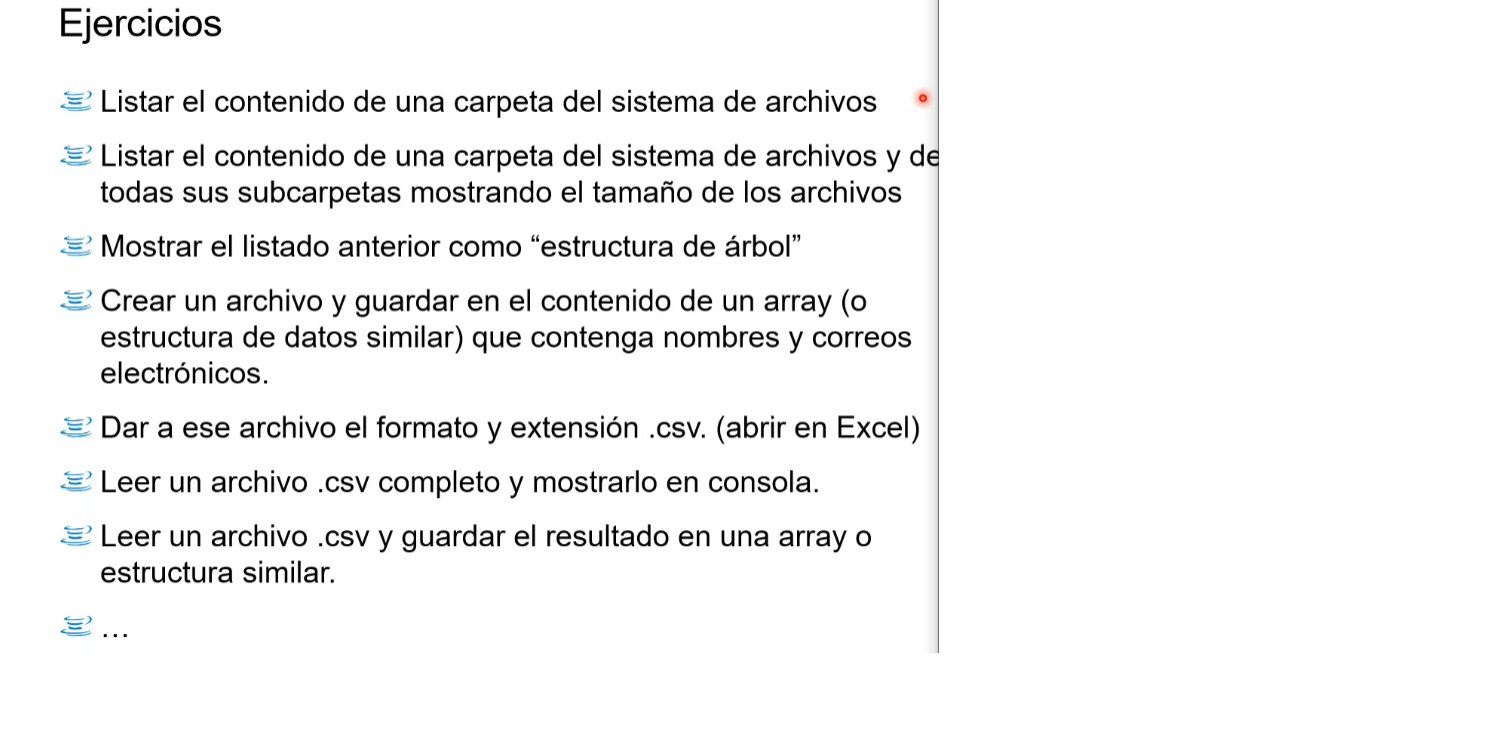 Ejercicios
Listar el contenido de una carpeta del sistema de archivos
Listar el contenido de una carpeta del sistema de archivos y de
todas sus subcarpetas mostrando el tamaño de los archivos
Mostrar el listado anterior como “estructura de árbol”
Crear un archivo y guardar en el contenido de un array (o
estructura de datos similar) que contenga nombres y correos
electrónicos.
Dar a ese archivo el formato y extensión .csv. (abrir en Excel)
Leer un archivo .csv completo y mostrarlo en consola.
Leer un archivo .csv y guardar el resultado en una array o
estructura similar.
…